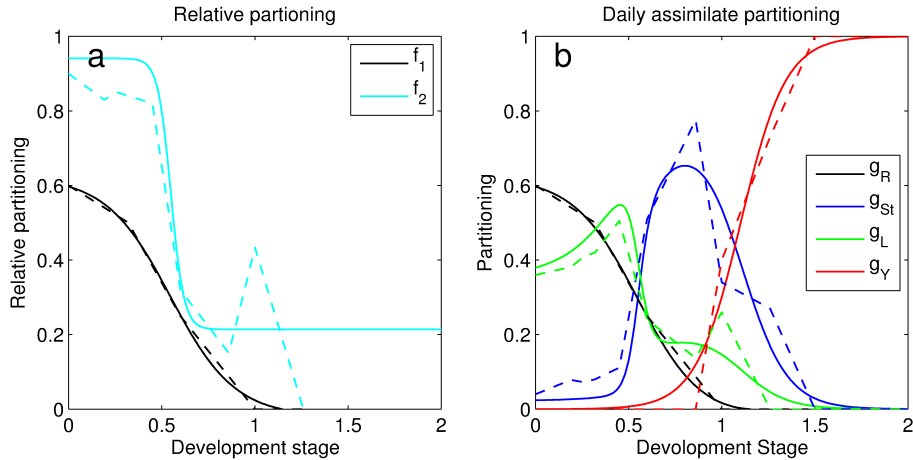 Relative partioning
a
f1
f2
1
0.8
0.6
0.4
0.2
0
Relative partitioning
0 0.5 1 1.5 2
Development stage
Daily assimilate partitioning
b
gR
gSt
gL
gY
1
0.8
0.6
0.4
0.2
0
Partitioning
0 0.5 1 1.5 2
Devolopment Stage